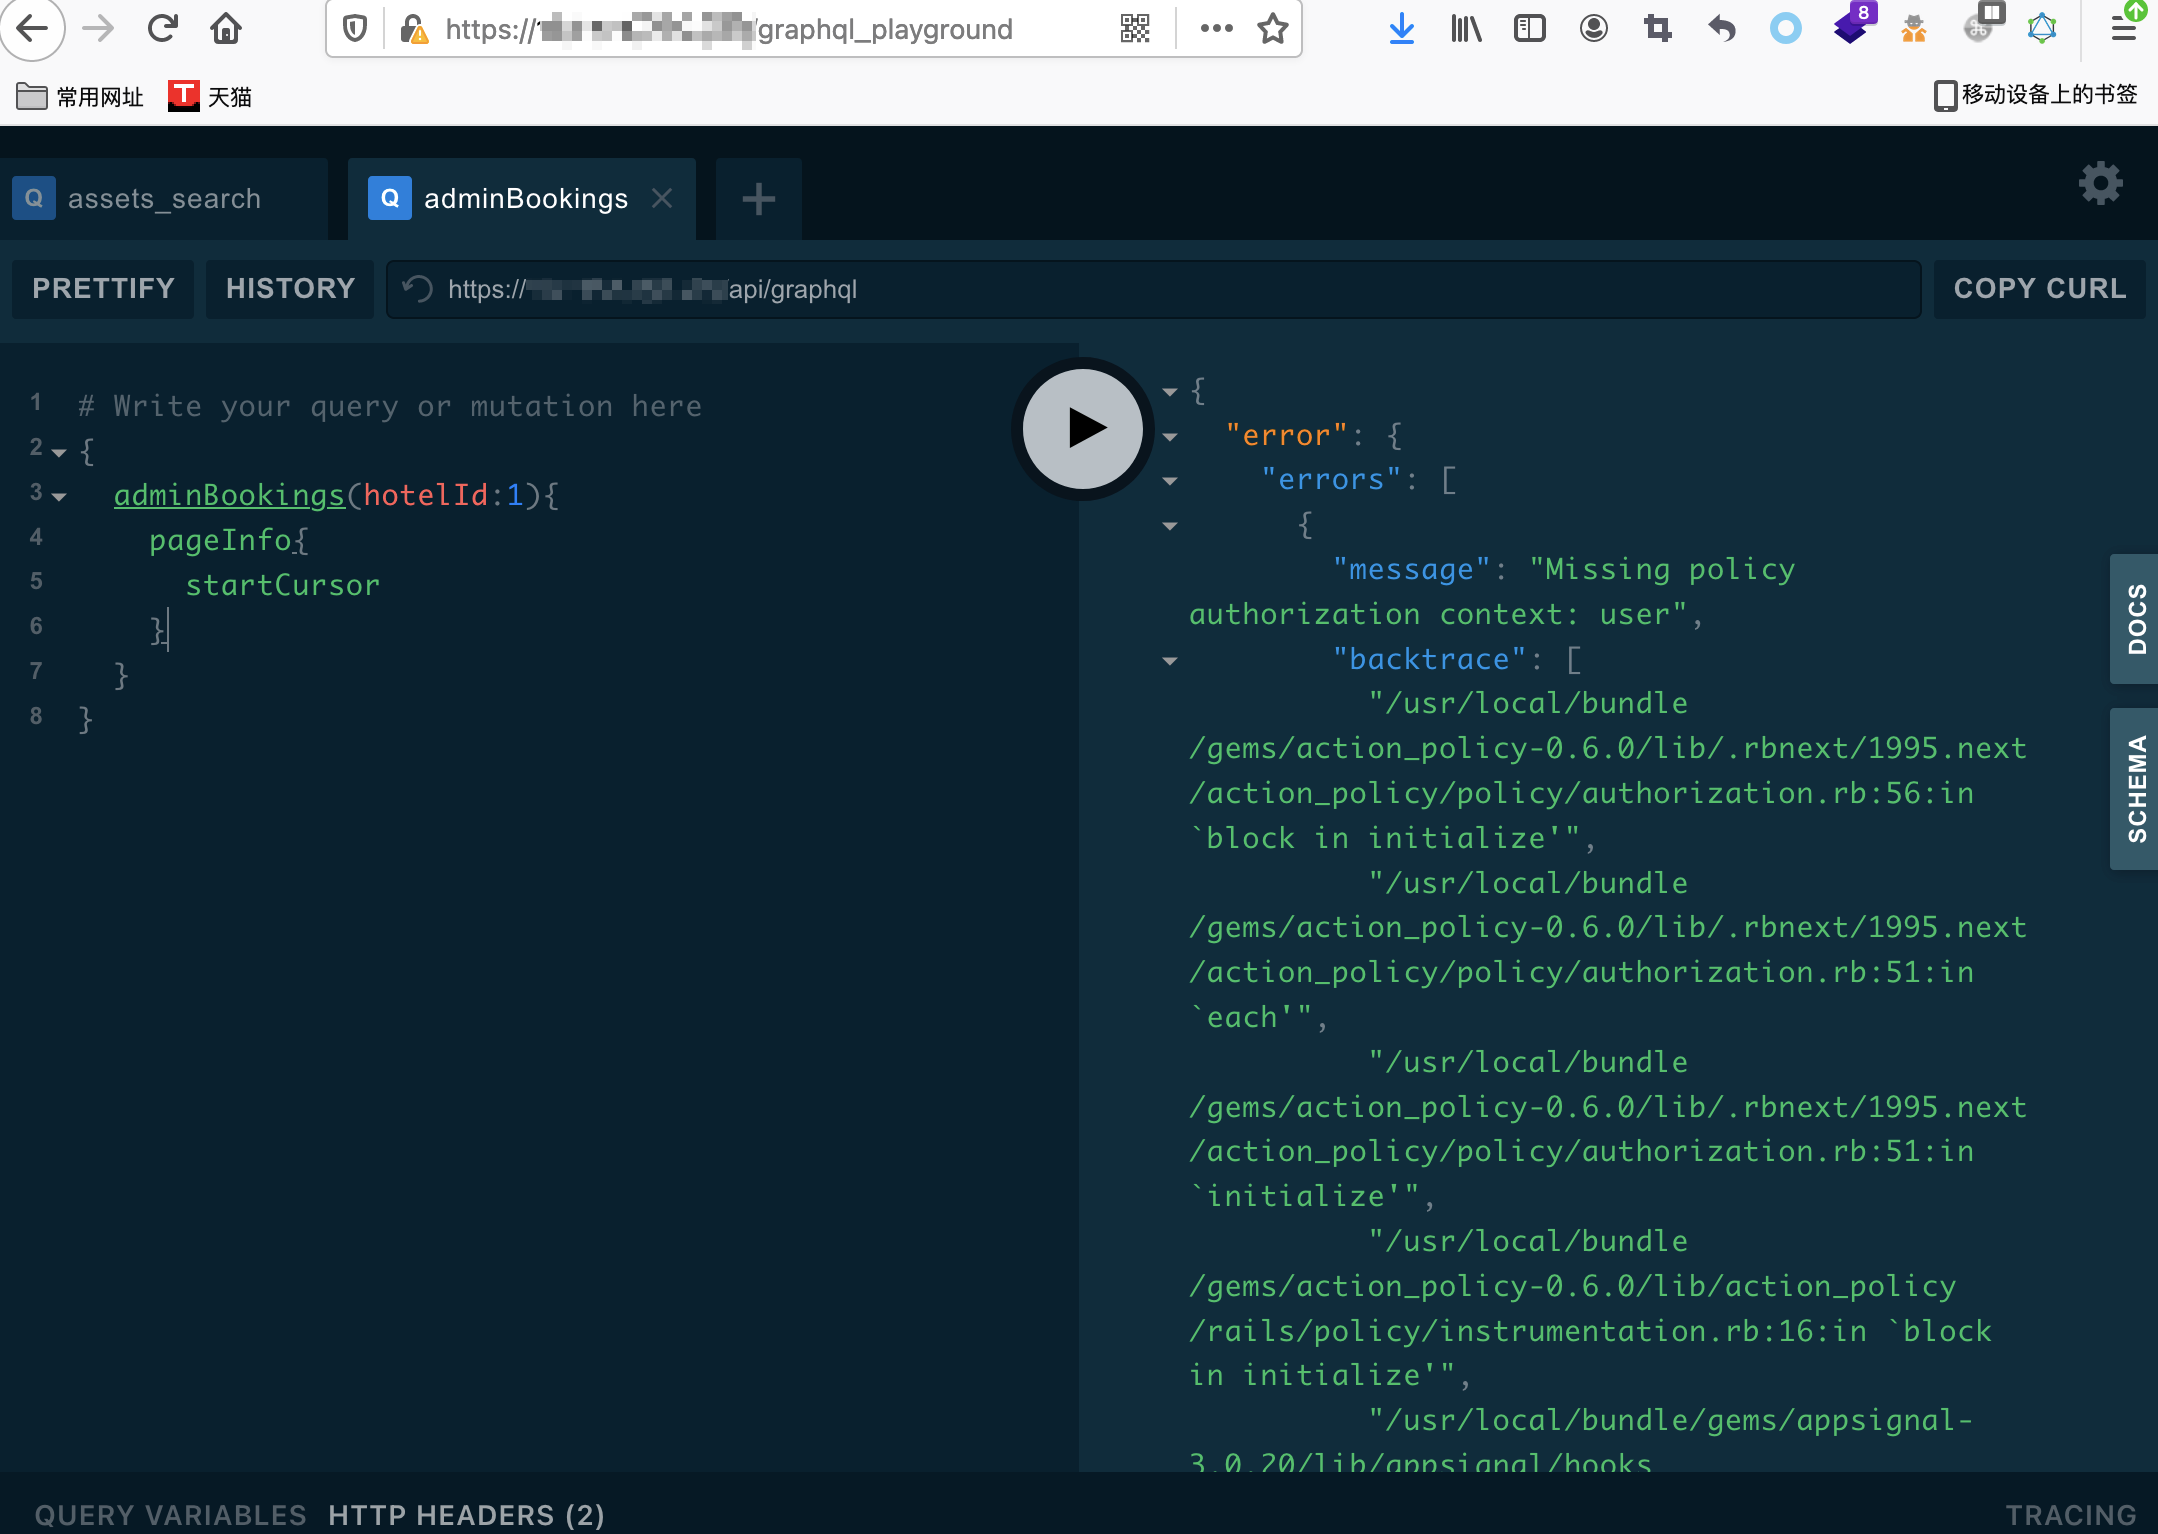 https:// /graphql_playground
8
常用网址
T 天猫
移动设备上的书签
Q assets_search
Q adminBookings
PRETTIFY HISTORY https:// api/graphql COPY CURL
1 # Write your query or mutation here
2 {
3 adminBookings(hotelId:1){
4 pageInfo{
5 startCursor
6 }
7 }
8 }
{
"error": {
"errors": [
{
"message": "Missing policy
authorization context: user",
"backtrace": [
"/usr/local/bundle
/gems/action_policy-0.6.0/lib/.rbnext/1995.next
/action_policy/policy/authorization.rb:56:in
`block in initialize'",
"/usr/local/bundle
/gems/action_policy-0.6.0/lib/.rbnext/1995.next
/action_policy/policy/authorization.rb:51:in
`each'",
"/usr/local/bundle
/gems/action_policy-0.6.0/lib/.rbnext/1995.next
/action_policy/policy/authorization.rb:51:in
`initialize'",
"/usr/local/bundle
/gems/action_policy-0.6.0/lib/action_policy
/rails/policy/instrumentation.rb:16:in `block
in initialize'",
"/usr/local/bundle/gems/appsignal-
3.0.20/lib/appsignal/hooks
DOCS
SCHEMA
QUERY VARIABLES HTTP HEADERS (2)
TRACING